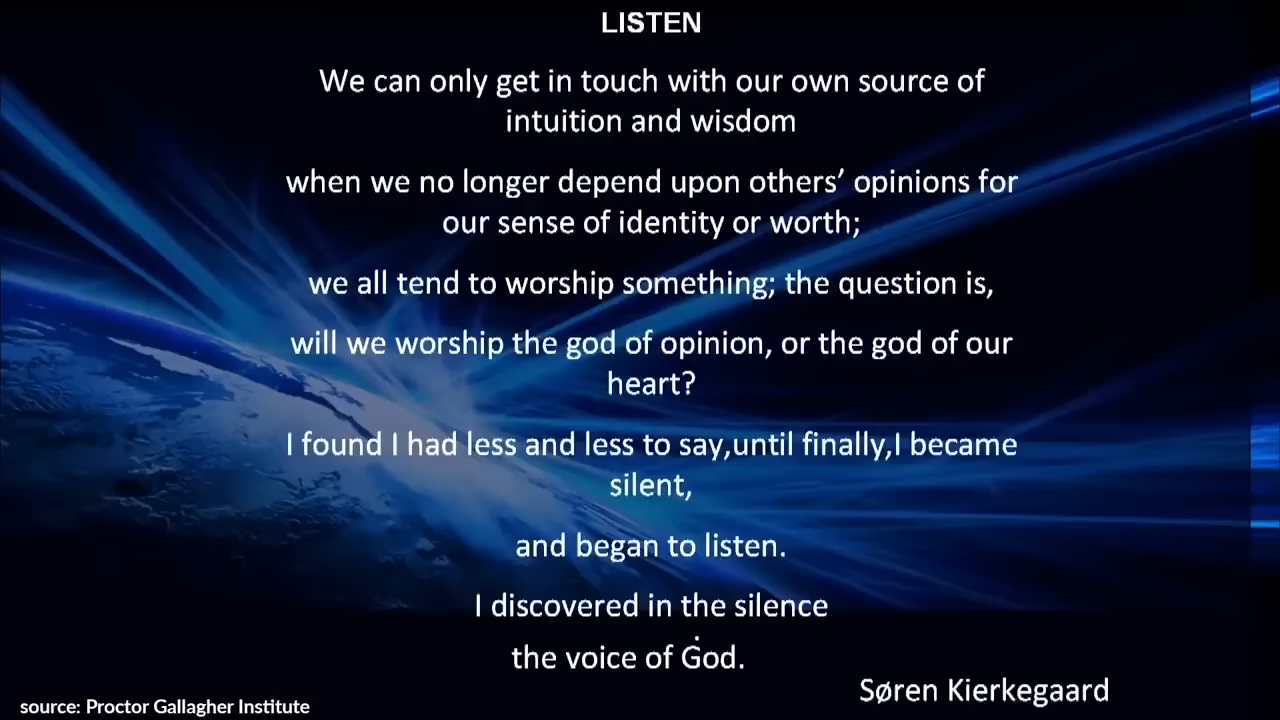 LISTEN
We can only get in touch with our own source of
intuition and wisdom
when we no longer depend upon others’ opinions for
our sense of identity or worth;
we all tend to worship something; the question is,
will we worship the god of opinion, or the god of our
heart?
I found I had less and less to say,until finally,I became
silent,
and began to listen.
I discovered in the silence
the voice of God.
Søren Kierkegaard
source: Proctor Gallagher Institute